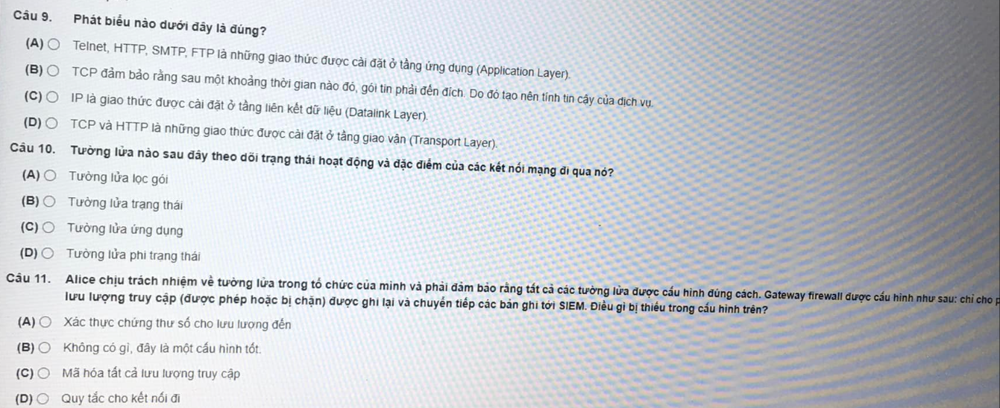 Câu 9. Phát biểu nào dưới đây là đúng?
(A) Telnet, HTTP, SMTP, FTP là những giao thức được cài đặt ở tầng ứng dụng (Application Layer).
(B) TCP đảm bảo rằng sau một khoảng thời gian nào đó, gói tin phải đến đích. Do đó tạo nên tính tin cậy của dịch vụ.
(C) IP là giao thức được cài đặt ở tầng liên kết dữ liệu (Datalink Layer).
(D) TCP và HTTP là những giao thức được cài đặt ở tầng giao vận (Transport Layer).
Câu 10. Tường lửa nào sau đây theo dõi trạng thái hoạt động và đặc điểm của các kết nối mạng đi qua nó?
(A) Tường lửa lọc gói
(B) Tường lửa trạng thái
(C) Tường lửa ứng dụng
(D) Tường lửa phi trạng thái
Câu 11. Alice chịu trách nhiệm về tường lửa trong tổ chức của mình và phải đảm bảo rằng tất cả các tường lửa được cấu hình đúng cách. Gateway firewall được cấu hình như sau: chỉ cho
lưu lượng truy cập (được phép hoặc bị chặn) được ghi lại và chuyển tiếp các bản ghi tới SIEM. Điều gì bị thiếu trong cấu hình trên?
(A) Xác thực chứng thư số cho lưu lượng đến
(B) Không có gì, đây là một cấu hình tốt.
(C) Mã hóa tất cả lưu lượng truy cập
(D) Quy tắc cho kết nối đi